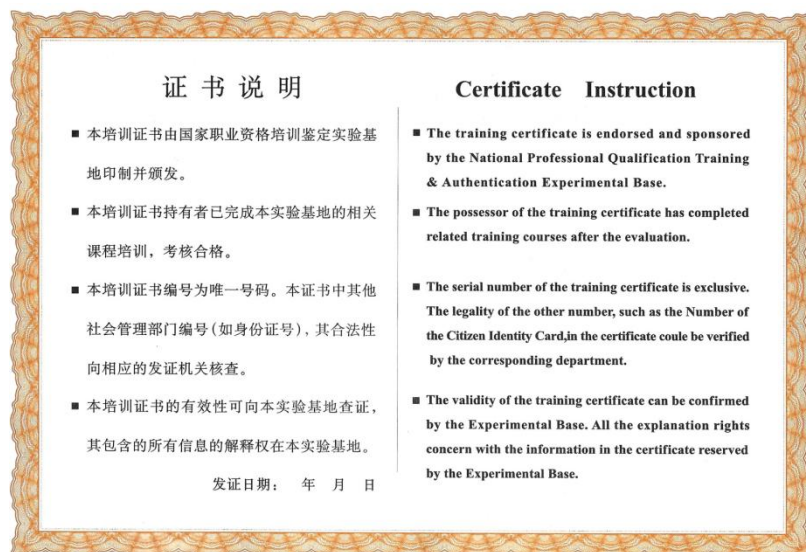 证书说明
■ 本培训证书由国家职业资格培训鉴定实验基
地印制并颁发。
■ 本培训证书持有者已完成本实验基地的相关
课程培训，考核合格。
■ 本培训证书编号为唯一号码。本证书中其他
社会管理部门编号(如身份证号)，其合法性
向相应的发证机关核查。
■ 本培训证书的有效性可向本实验基地查证，
其包含的所有信息的解释权在本实验基地。
发证日期： 年 月 日
Certificate Instruction
■ The training certificate is endorsed and sponsored
by the National Professional Qualification Training
& Authentication Experimental Base.
■ The possessor of the training certificate has completed
related training courses after the evaluation.
■ The serial number of the training certificate is exclusive.
The legality of the other number, such as the Number of
the Citizen Identity Card,in the certificate coule be verified
by the corresponding department.
■ The validity of the training certificate can be confirmed
by the Experimental Base. All the explanation rights
concern with the information in the certificate reserved
by the Experimental Base.